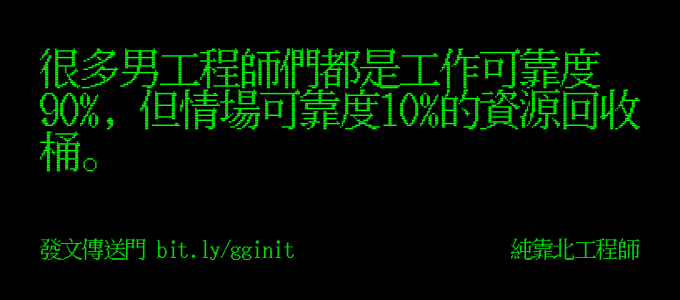 很多男工程師們都是工作可靠度
90%, 但情場可靠度10%的資源回收
桶。
發文傳送門 bit.ly/gginit
純靠北工程師